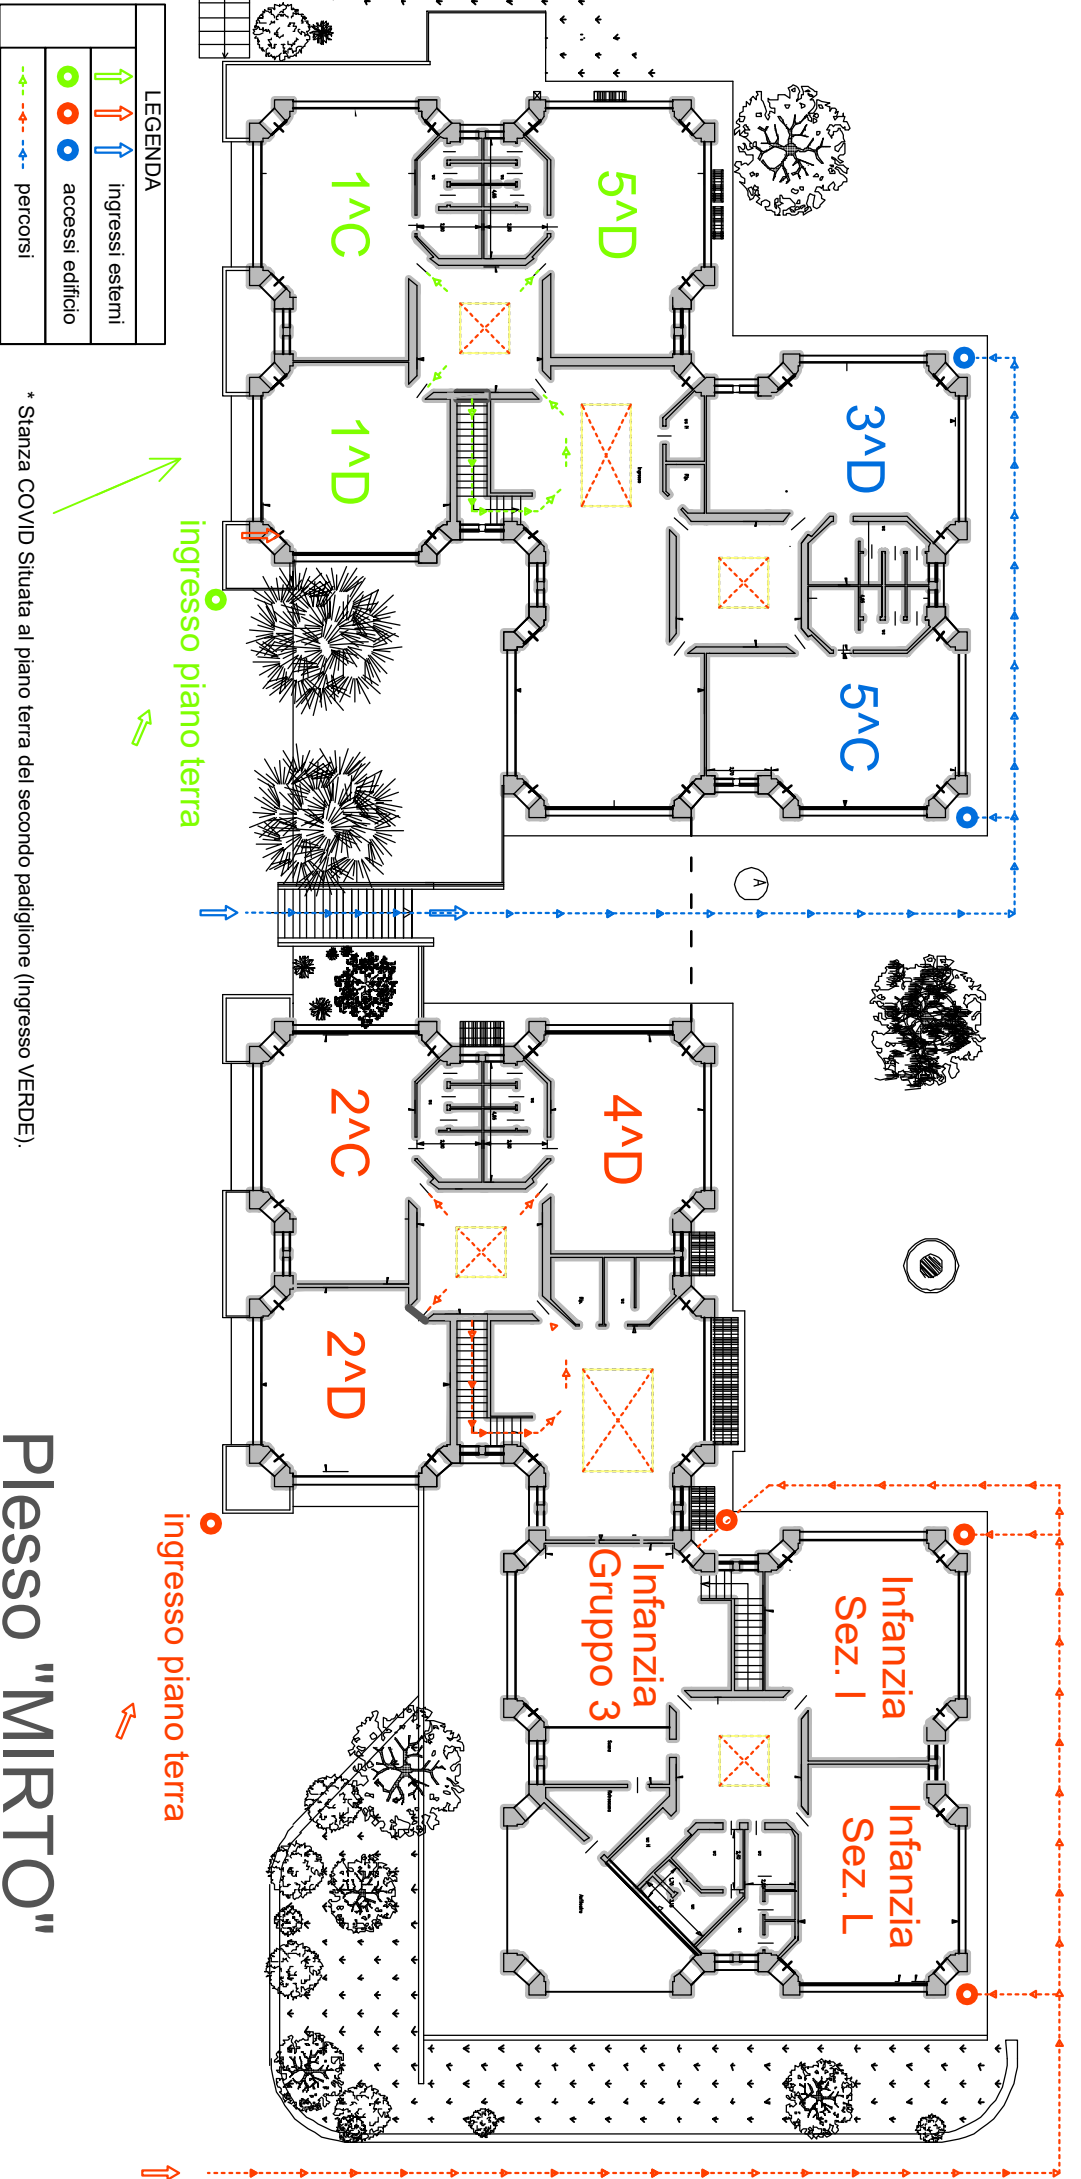 LEGENDA
ingressi esterni
accessi edificio
percorsi
* Stanza COVID Situata al piano terra del secondo padiglione (Ingresso VERDE).
Plesso "MIRTO"
5^D
1^C
1^D
3^D
5^C
ingresso piano terra
A
4^D
2^C
2^D
ingresso piano terra
Infanzia
Gruppo 3
Infanzia
Sez. I
Infanzia
Sez. L
Ingresso